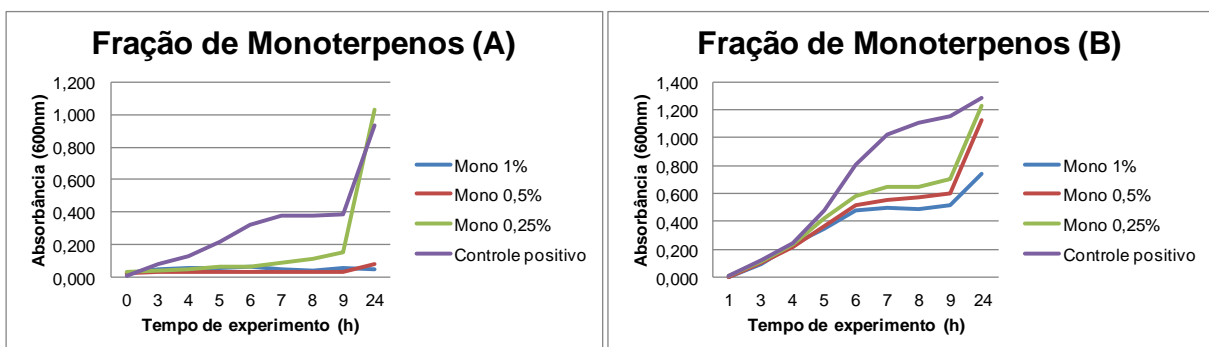 Fração de Monoterpenos (A)
Absorbância (600nm)
1,200
1,000
0,800
0,600
0,400
0,200
0,000
0 3 4 5 6 7 8 9 24
Tempo de experimento (h)
Mono 1%
Mono 0,5%
Mono 0,25%
Controle positivo
Fração de Monoterpenos (B)
Absorbância (600nm)
1,400
1,200
1,000
0,800
0,600
0,400
0,200
0,000
1 3 4 5 6 7 8 9 24
Tempo de experimento (h)
Mono 1%
Mono 0,5%
Mono 0,25%
Controle positivo